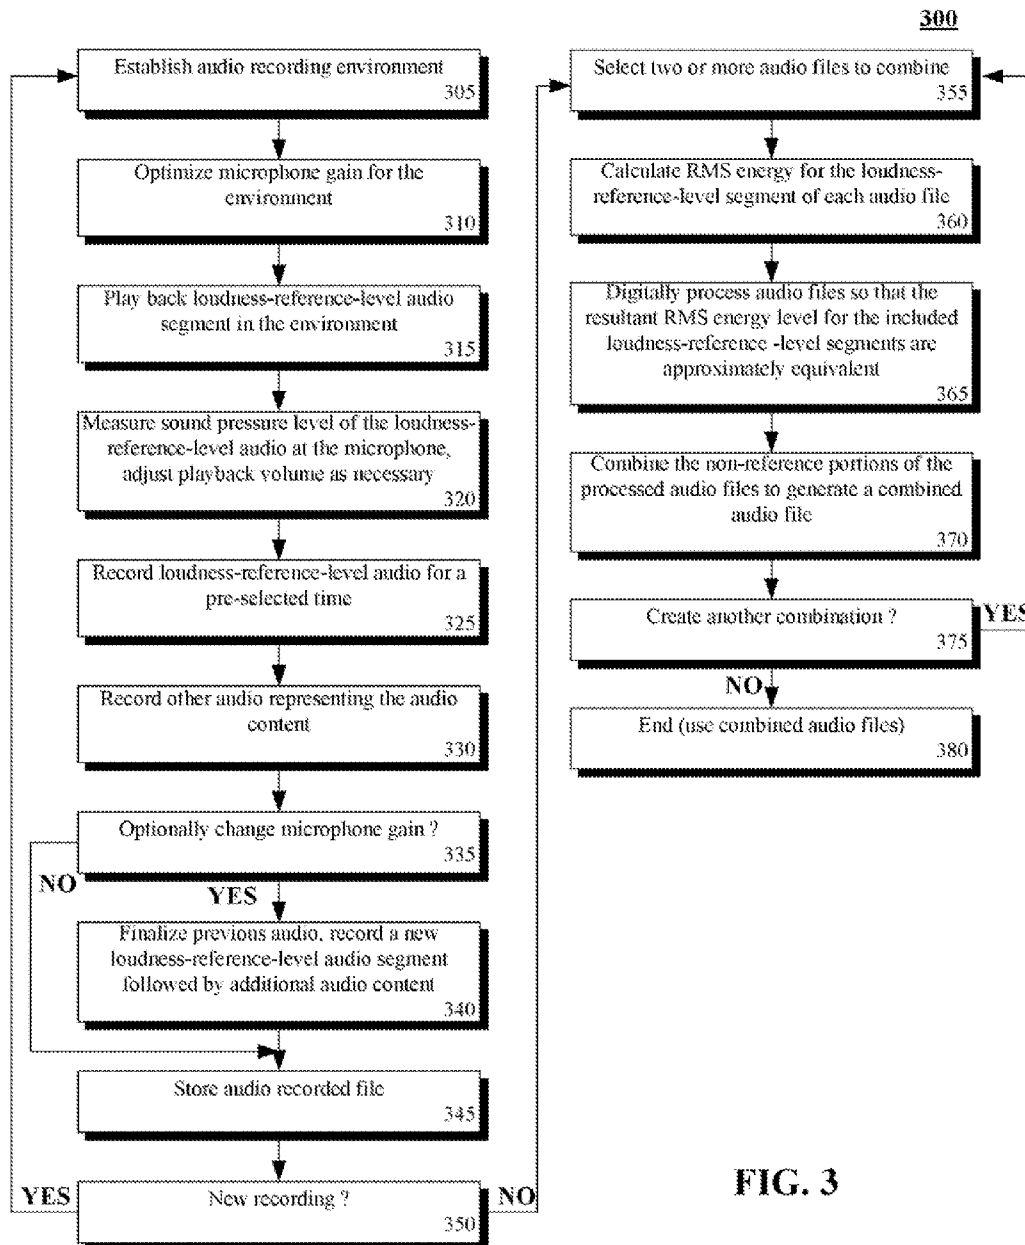 300
Establish audio recording environment
305
Optimize microphone gain for the
environment
310
Play back loudness-reference-level audio
segment in the environment
315
Measure sound pressure level of the loudness-
reference-level audio at the microphone,
adjust playback volume as necessary
320
Record loudness-reference-level audio for a
pre-selected time
325
Record other audio representing the audio
content
330
Optionally change microphone gain ?
335
NO
YES
Finalize previous audio, record a new
loudness-reference-level audio segment
followed by additional audio content
340
Store audio recorded file
345
YES
New recording ?
350
NO
Select two or more audio files to combine
355
Calculate RMS energy for the loudness-
reference-level segment of each audio file
360
Digitally process audio files so that the
resultant RMS energy level for the included
loudness-reference -level segments are
approximately equivalent
365
Combine the non-reference portions of the
processed audio files to generate a combined
audio file
370
Create another combination ?
375
YES
NO
End (use combined audio files)
380
FIG. 3